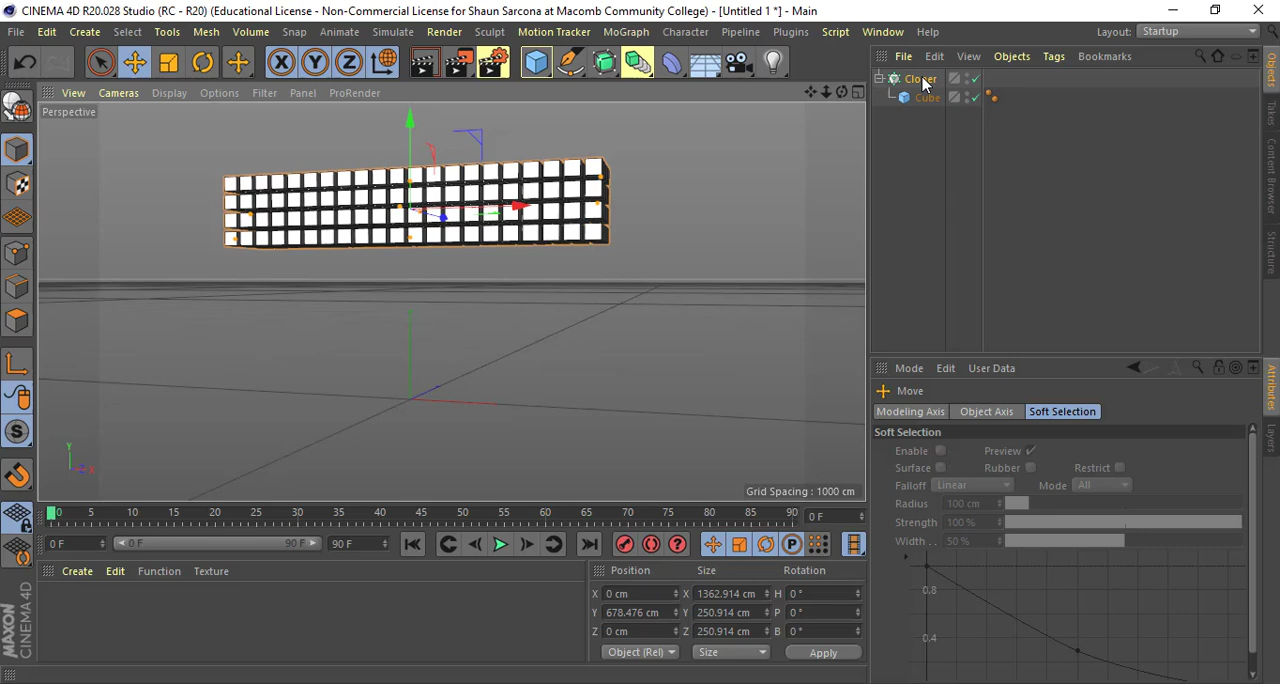 CINEMA 4D R20.028 Studio (RC - R20) (Educational License - Non-Commercial License for Shaun Sarcona at Macomb Community College) - [Untitled 1 *] - Main
File Edit Create Select Tools Mesh Volume Snap Animate Simulate Render Sculpt Motion Tracker MoGraph Character Pipeline Plugins Script Window Help Layout: Startup
File Edit View Objects Tags Bookmarks
View Cameras Display Options Filter Panel ProRender
Perspective
Cube
Objects
Takes
Content Browser
Structure
Y
X
Grid Spacing : 1000 cm
Mode Edit User Data
Move
Modeling Axis Object Axis Soft Selection
Soft Selection
Enable Preview
Surface Rubber Restrict
Falloff Linear Mode All
Radius 100 cm
Strength 100 %
Width . . 50 %
0.8
0.4
Attributes
Layers
0 5 10 15 20 25 30 35 40 45 50 55 60 65 70 75 80 85 90 0 F
0 F 0 F 90 F 90 F
Create Edit Function Texture
Position Size Rotation
X 0 cm X 1362.914 cm H 0 °
Y 678.476 cm Y 250.914 cm P 0 °
Z 0 cm Z 250.914 cm B 0 °
Object (Rel) Size Apply
MAXON
CINEMA 4D